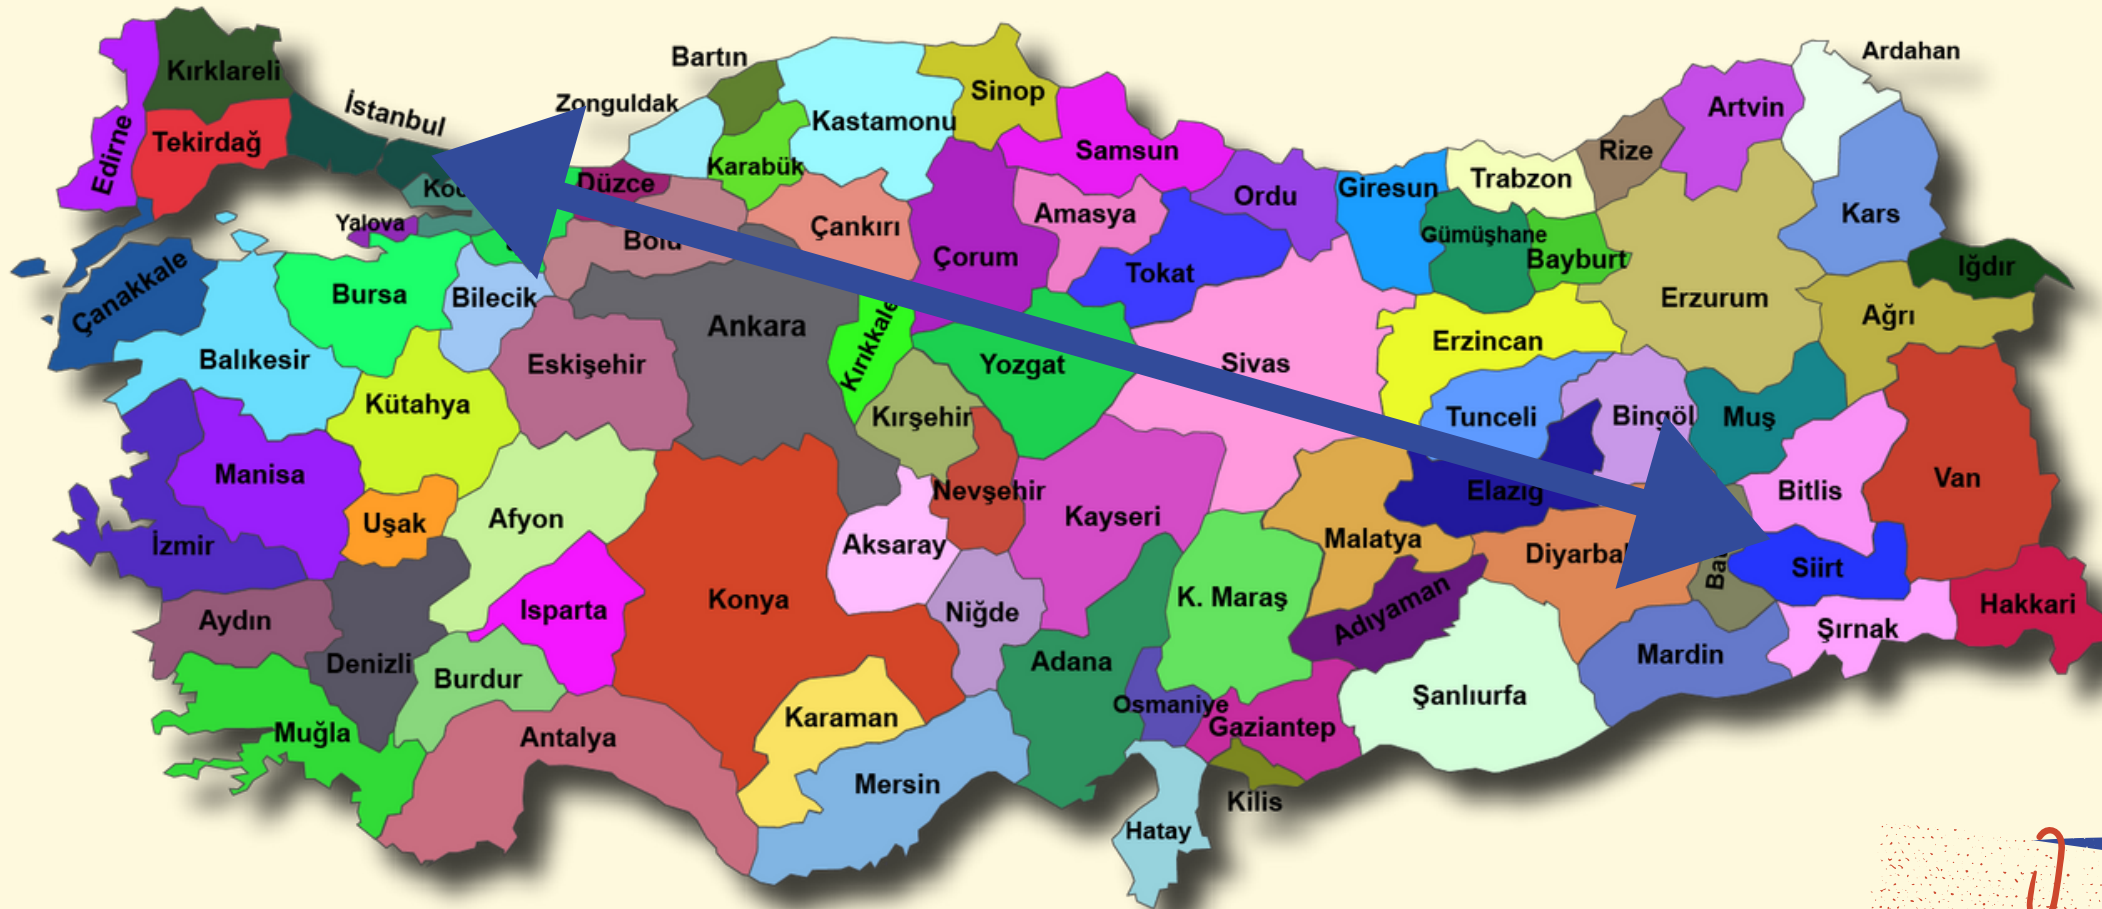 Ardahan
Bartın
Kırklareli
Sinop
Zonguldak
İstanbul
Artvin
Kastamonu
Tekirdağ
Edirne
Samsun
Rize
Karabük
Trabzon
Düzce
Giresun
Ordu
Amasya
Kars
Yalova
Çankırı
Bolu
Gümüşhane
Çorum
Bayburt
Iğdır
Tokat
Çanakkale
Bursa
Bilecik
Erzurum
Ağrı
Ankara
Erzincan
Kırıkkale
Balıkesir
Eskişehir
Yozgat
Sivas
Kütahya
Kırşehir
Tunceli
Bingöl
Muş
Manisa
Van
Nevşehir
Elazığ
Bitlis
Uşak
Afyon
Kayseri
İzmir
Aksaray
Malatya
Siirt
Konya
K. Maraş
Adıyaman
Hakkari
Isparta
Niğde
Aydın
Şırnak
Mardin
Denizli
Adana
Burdur
Şanlıurfa
Osmaniye
Karaman
Gaziantep
Muğla
Antalya
Mersin
Kilis
Hatay